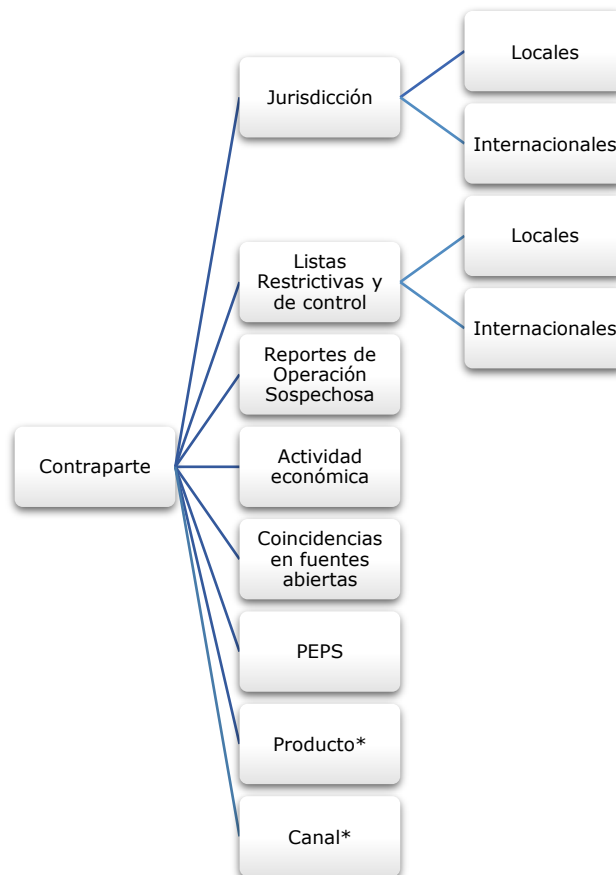 Contraparte
Jurisdicción
Locales
Internacionales
Listas
Restrictivas y
de control
Locales
Internacionales
Reportes de
Operación
Sospechosa
Actividad
económica
Coincidencias
en fuentes
abiertas
PEPS
Producto*
Canal*